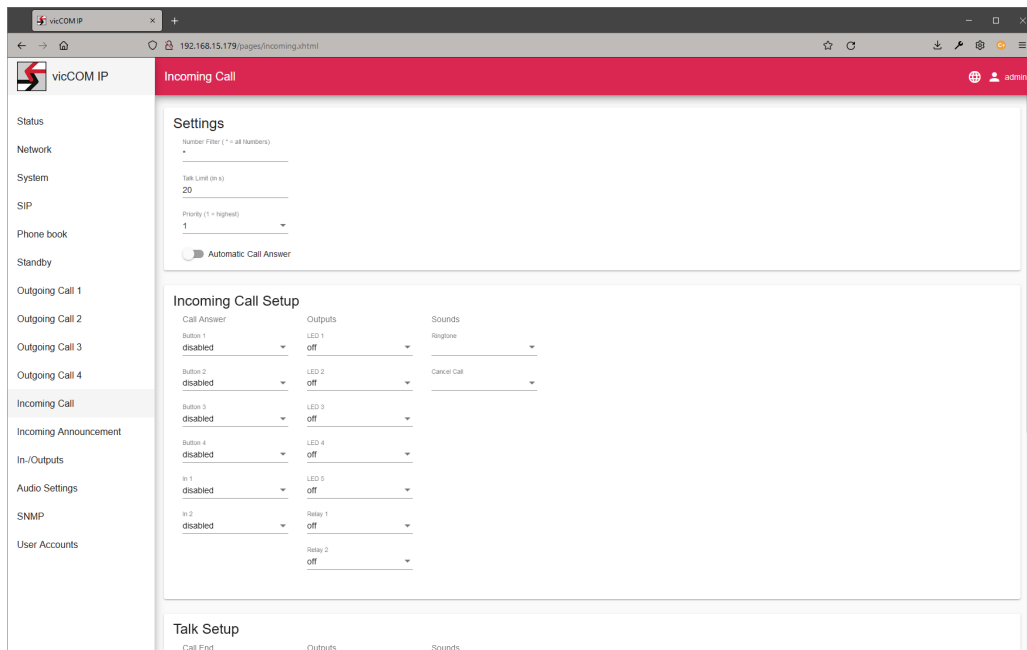 vicCOM IP
192.168.15.179/pages/incoming.xhtml
vicCOM IP
Incoming Call
admin
Status
Network
System
SIP
Phone book
Standby
Outgoing Call 1
Outgoing Call 2
Outgoing Call 3
Outgoing Call 4
Incoming Call
Incoming Announcement
In-/Outputs
Audio Settings
SNMP
User Accounts
Settings
Number Filter ( * = all Numbers)
*
Talk Limit (in s)
20
Priority (1 = highest)
1
Automatic Call Answer
Incoming Call Setup
Call Answer Outputs Sounds
Button 1 LED 1 Ringtone
disabled off
Button 2 LED 2 Cancel Call
disabled off
Button 3 LED 3
disabled off
Button 4 LED 4
disabled off
In 1 LED 5
disabled off
In 2 Relay 1
disabled off
Relay 2
off
Talk Setup
Call End Outputs Sounds